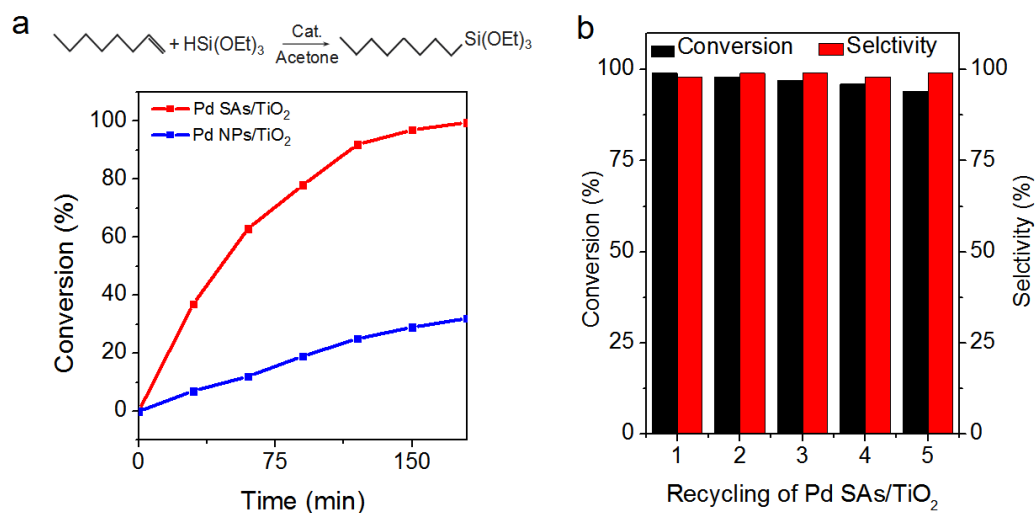 a
+ HSi(OEt)₃
Cat.
Acetone
Si(OEt)₃
Pd SAs/TiO₂
Pd NPs/TiO₂
100
80
60
40
20
0
Conversion (%)
0 75 150
Time (min)
b
Conversion Selctivity
100 100
75 75
50 50
25 25
0 0
Conversion (%)
Selctivity (%)
1 2 3 4 5
Recycling of Pd SAs/TiO₂